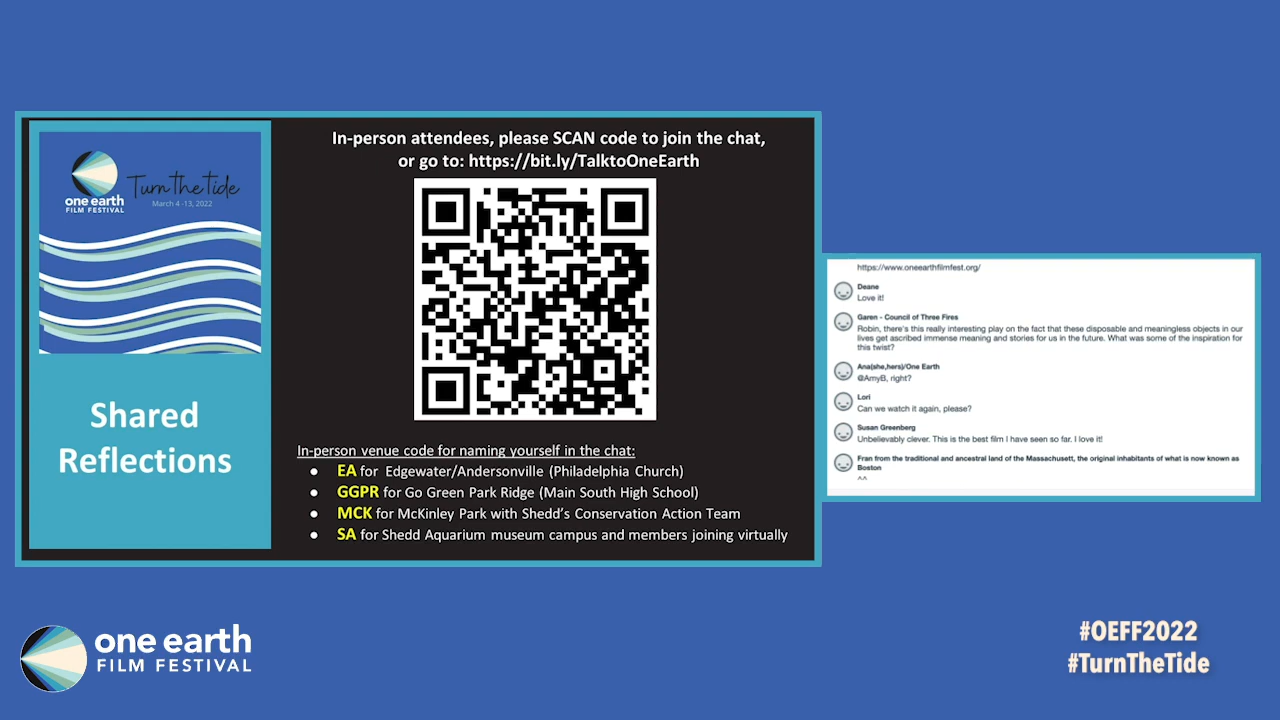 one earth
FILM FESTIVAL
Turn the Tide
March 4 -13, 2022
Shared
Reflections
In-person attendees, please SCAN code to join the chat,
or go to: https://bit.ly/TalktoOneEarth
In-person venue code for naming yourself in the chat:
● EA for Edgewater/Andersonville (Philadelphia Church)
● GGPR for Go Green Park Ridge (Main South High School)
● MCK for McKinley Park with Shedd’s Conservation Action Team
● SA for Shedd Aquarium museum campus and members joining virtually
https://www.oneearthfilmfest.org/
Deane
Love it!
Garen - Council of Three Fires
Robin, there's this really interesting play on the fact that these disposable and meaningless objects in our
lives get ascribed immense meaning and stories for us in the future. What was some of the inspiration for
this twist?
Ana(she,hers)/One Earth
@AmyB, right?
Lori
Can we watch it again, please?
Susan Greenberg
Unbelievably clever. This is the best film I have seen so far. I love it!
Fran from the traditional and ancestral land of the Massachusett, the original inhabitants of what is now known as
Boston
^^
one earth
FILM FESTIVAL
#OEFF2022
#TurnTheTide